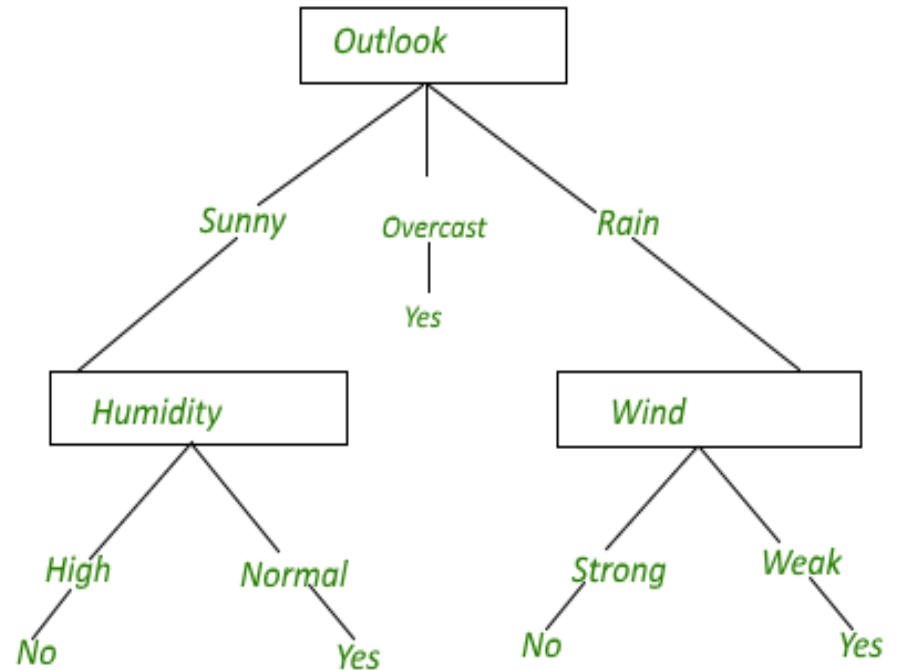 Outlook
Sunny
Overcast
Rain
Yes
Humidity
Wind
High
Normal
Strong
Weak
No
Yes
No
Yes